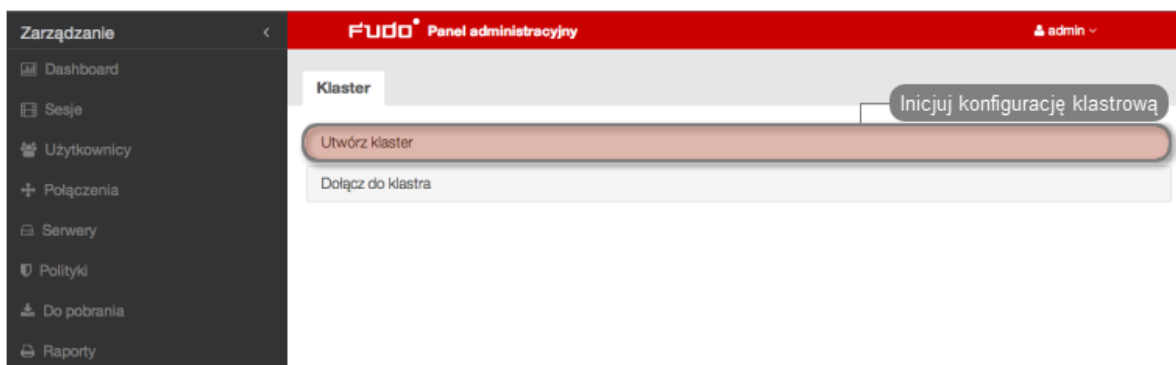 Zarządzanie
FUDO Panel administracyjny
admin
Dashboard
Sesje
Użytkownicy
Połączenia
Serwery
Polityki
Do pobrania
Raporty
Klaster
Inicjuj konfigurację klastrową
Utwórz klaster
Dołącz do klastra